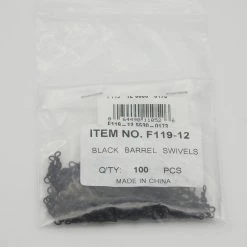 ITEM NO. F119-12
BLACK BARREL SWIVELS
Q'TY: 100 PCS
MADE IN CHINA